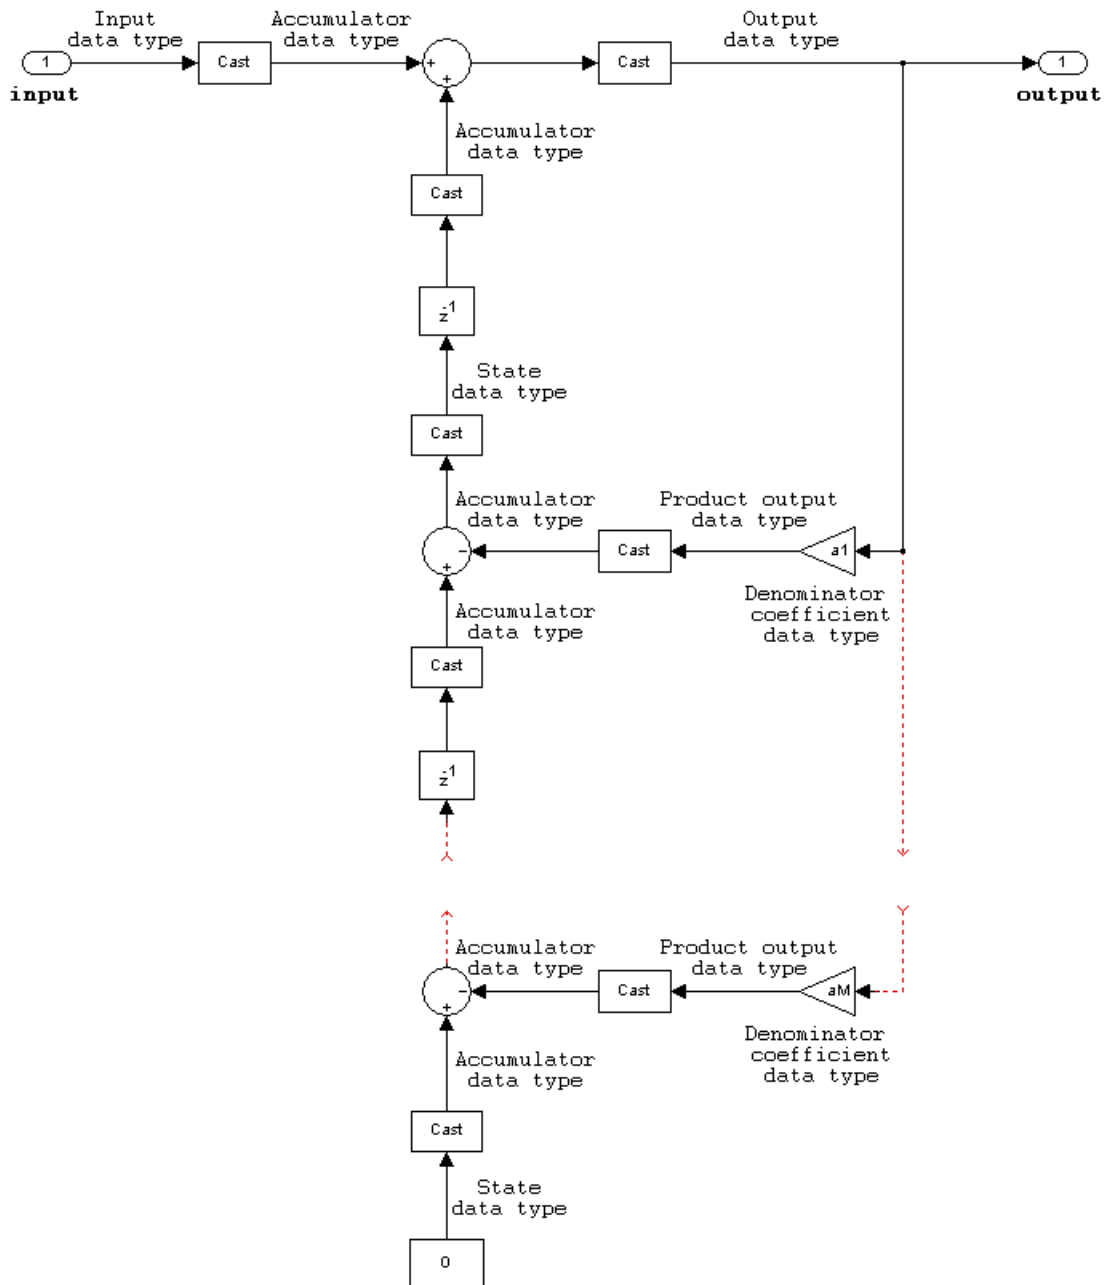 Input
data type
Accumulator
data type
Output
data type
1
Cast
+
+
Cast
1
input
output
Accumulator
data type
Cast
z-1
State
data type
Cast
Accumulator
data type
Product output
data type
-
+
Cast
a1
Accumulator
data type
Denominator
coefficient
data type
Cast
z-1
Accumulator
data type
Product output
data type
-
+
Cast
aM
Accumulator
data type
Denominator
coefficient
data type
Cast
State
data type
0